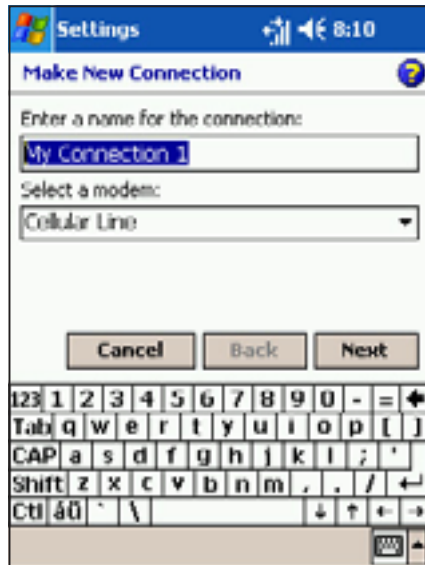 Settings 8:10
Make New Connection ?
Enter a name for the connection:
My Connection 1
Select a modem:
Cellular Line
Cancel Back Next
123 1 2 3 4 5 6 7 8 9 0 - =
Tab q w e r t y u i o p [ ]
CAP a s d f g h j k l ; '
Shift z x c v b n m , . /
Ctl áü ` \